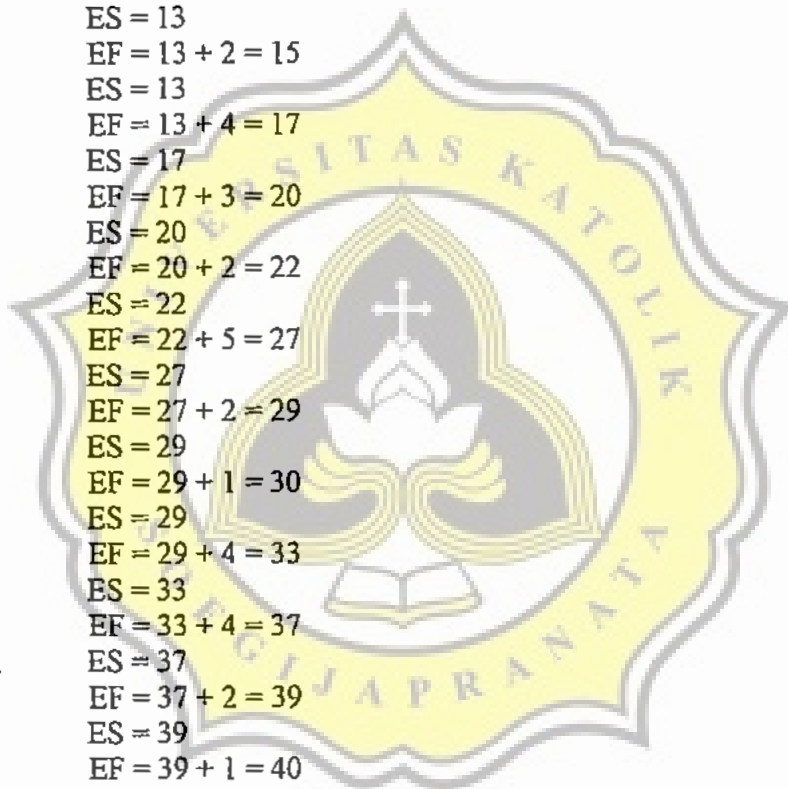 ES = 13
EF = 13 + 2 = 15
ES = 13
EF = 13 + 4 = 17
ES = 17
EF = 17 + 3 = 20
ES = 20
EF = 20 + 2 = 22
ES = 22
EF = 22 + 5 = 27
ES = 27
EF = 27 + 2 = 29
ES = 29
EF = 29 + 1 = 30
ES = 29
EF = 29 + 4 = 33
ES = 33
EF = 33 + 4 = 37
ES = 37
EF = 37 + 2 = 39
ES = 39
EF = 39 + 1 = 40
UNIVERSITAS KATOLIK
SOEGIJAPRANATA